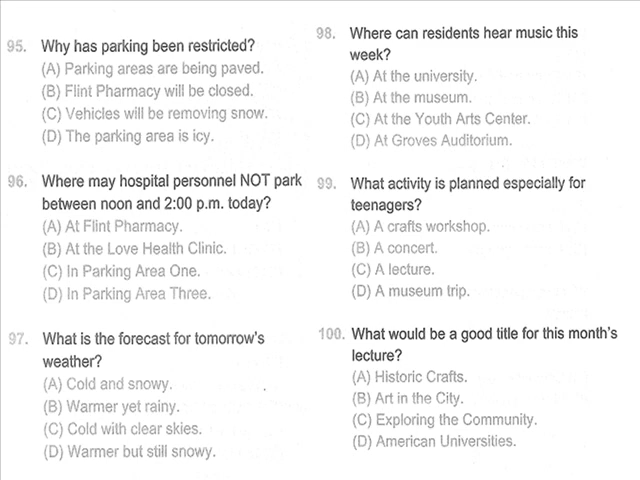 95. Why has parking been restricted?
(A) Parking areas are being paved.
(B) Flint Pharmacy will be closed.
(C) Vehicles will be removing snow.
(D) The parking area is icy.
96. Where may hospital personnel NOT park
between noon and 2:00 p.m. today?
(A) At Flint Pharmacy.
(B) At the Love Health Clinic.
(C) In Parking Area One.
(D) In Parking Area Three.
97. What is the forecast for tomorrow's
weather?
(A) Cold and snowy.
(B) Warmer yet rainy.
(C) Cold with clear skies.
(D) Warmer but still snowy.
98. Where can residents hear music this
week?
(A) At the university.
(B) At the museum.
(C) At the Youth Arts Center.
(D) At Groves Auditorium.
99. What activity is planned especially for
teenagers?
(A) A crafts workshop.
(B) A concert.
(C) A lecture.
(D) A museum trip.
100. What would be a good title for this month's
lecture?
(A) Historic Crafts.
(B) Art in the City.
(C) Exploring the Community.
(D) American Universities.